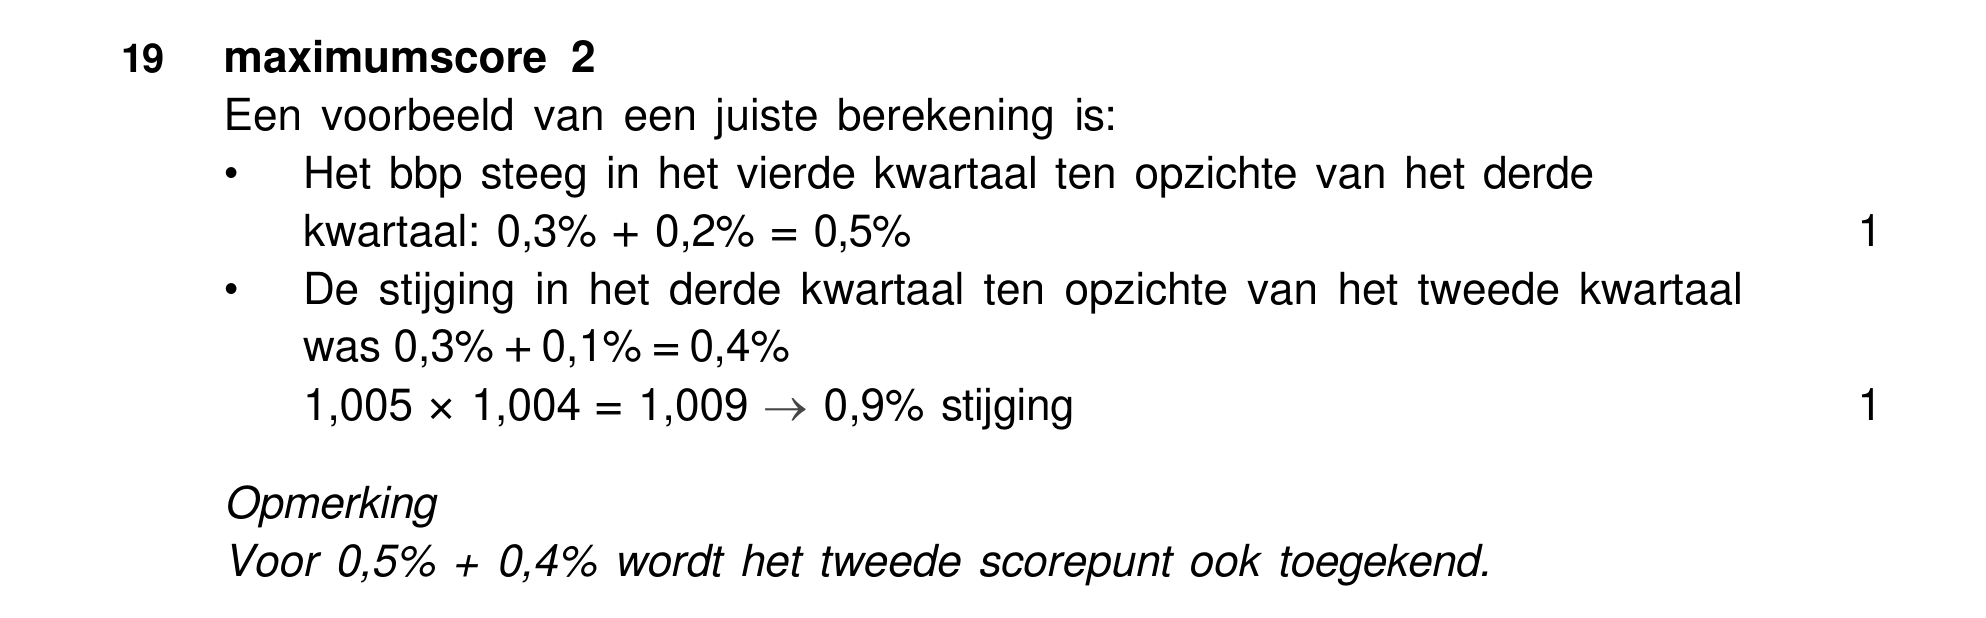 19 maximumscore 2
Een voorbeeld van een juiste berekening is:
• Het bbp steeg in het vierde kwartaal ten opzichte van het derde
kwartaal: 0,3% + 0,2% = 0,5% 1
• De stijging in het derde kwartaal ten opzichte van het tweede kwartaal
was 0,3% + 0,1% = 0,4%
1,005 × 1,004 = 1,009 → 0,9% stijging 1
Opmerking
Voor 0,5% + 0,4% wordt het tweede scorepunt ook toegekend.